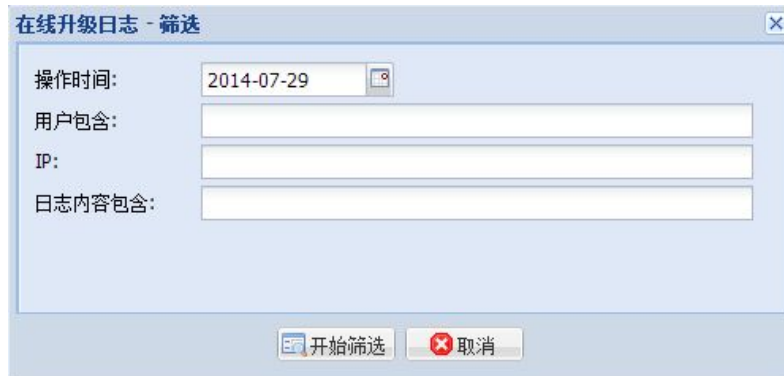 在线升级日志 - 筛选
操作时间: 2014-07-29
用户包含:
IP:
日志内容包含:
开始筛选 取消